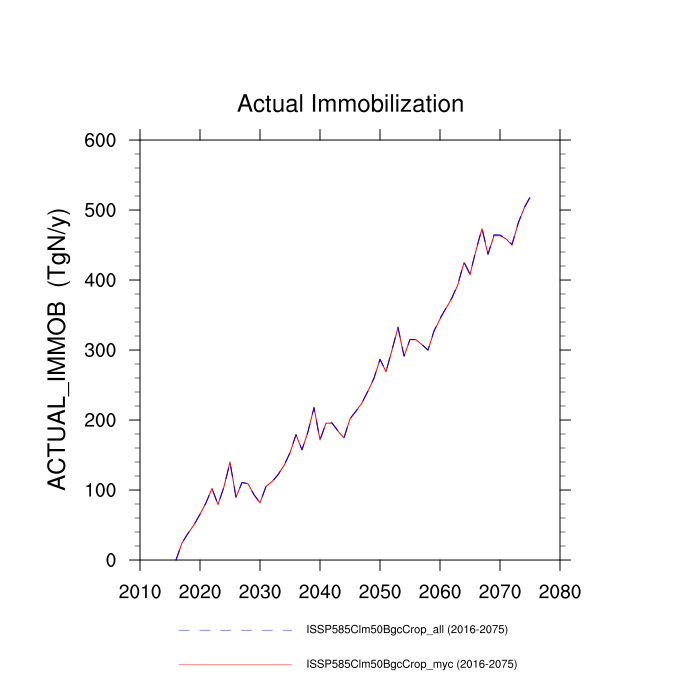 Actual Immobilization
ACTUAL_IMMOB (TgN/y)
600
500
400
300
200
100
0
2010 2020 2030 2040 2050 2060 2070 2080
ISSP585Clm50BgcCrop_all (2016-2075)
ISSP585Clm50BgcCrop_myc (2016-2075)